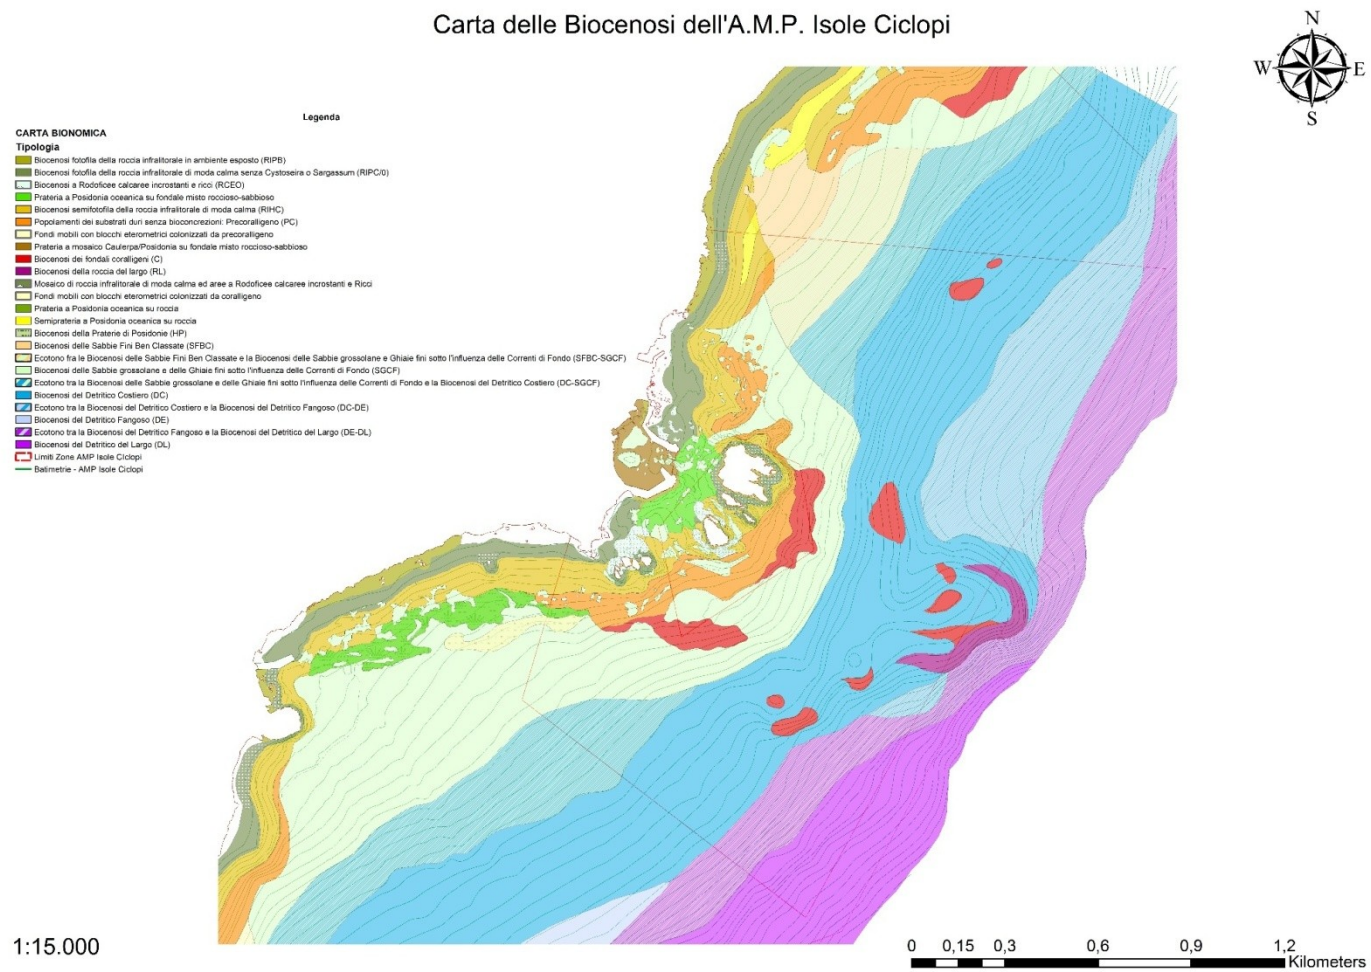 Carta delle Biocenosi dell'A.M.P. Isole Ciclopi
N
W E
S
Legenda
CARTA BIONOMICA
Tipologia
Biocenosi fotofila della roccia infralitorale in ambiente esposto (RIPB)
Biocenosi fotofila della roccia infralitorale di moda calma senza Cystoseira o Sargassum (RIPC/0)
Biocenosi a Rodoficee calcaree incrostanti e ricci (RCEO)
Prateria a Posidonia oceanica su fondale misto roccioso-sabbioso
Biocenosi semifotofila della roccia infralitorale di moda calma (RIHC)
Popolamenti dei substrati duri senza bioconcrezioni: Precoralligeno (PC)
Fondi mobili con blocchi eterometrici colonizzati da precoralligeno
Prateria a mosaico Caulerpa/Posidonia su fondale misto roccioso-sabbioso
Biocenosi dei fondali coralligeni (C)
Biocenosi della roccia del largo (RL)
Mosaico di roccia infralitorale di moda calma ed aree a Rodoficee calcaree incrostanti e Ricci
Fondi mobili con blocchi eterometrici colonizzati da coralligeno
Prateria a Posidonia oceanica su roccia
Semiprateria a Posidonia oceanica su roccia
Biocenosi della Praterie di Posidonie (HP)
Biocenosi delle Sabbie Fini Ben Classate (SFBC)
Ecotono fra le Biocenosi delle Sabbie Fini Ben Classate e la Biocenosi delle Sabbie grossolane e Ghiaie fini sotto l'influenza delle Correnti di Fondo (SFBC-SGCF)
Biocenosi delle Sabbie grossolane e delle Ghiaie fini sotto l'influenza delle Correnti di Fondo (SGCF)
Ecotono tra la Biocenosi delle Sabbie grossolane e delle Ghiaie fini sotto l'influenza delle Correnti di Fondo e la Biocenosi del Detritico Costiero (DC-SGCF)
Biocenosi del Detritico Costiero (DC)
Ecotono tra la Biocenosi del Detritico Costiero e la Biocenosi del Detritico Fangoso (DC-DE)
Biocenosi del Detritico Fangoso (DE)
Ecotono tra la Biocenosi del Detritico Fangoso e la Biocenosi del Detritico del Largo (DE-DL)
Biocenosi del Detritico del Largo (DL)
Limiti Zone AMP Isole Ciclopi
Batimetrie - AMP Isole Ciclopi
1:15.000
0 0,15 0,3 0,6 0,9 1,2
Kilometers